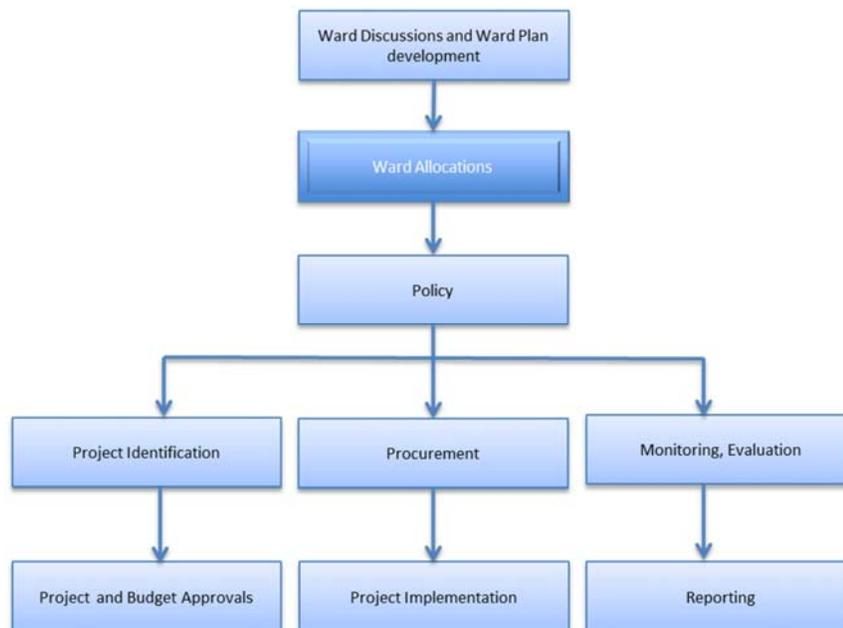 Ward Discussions and Ward Plan
development
Ward Allocations
Policy
Project Identification
Procurement
Monitoring, Evaluation
Project and Budget Approvals
Project Implementation
Reporting